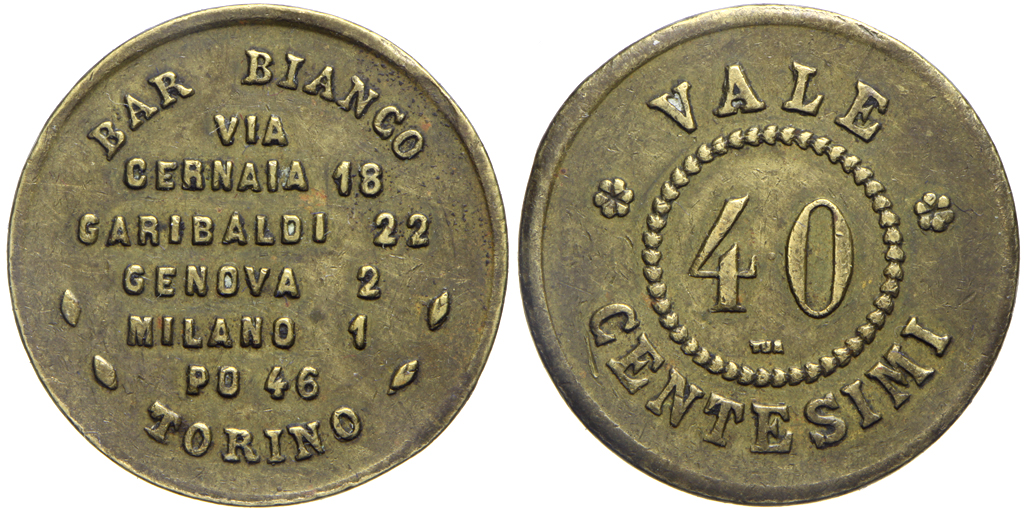 BAR BIANCO
VIA
CERNAIA 18
GARIBALDI 22
GENOVA 2
MILANO 1
PO 46
TORINO
VALE
40
CENTESIMI